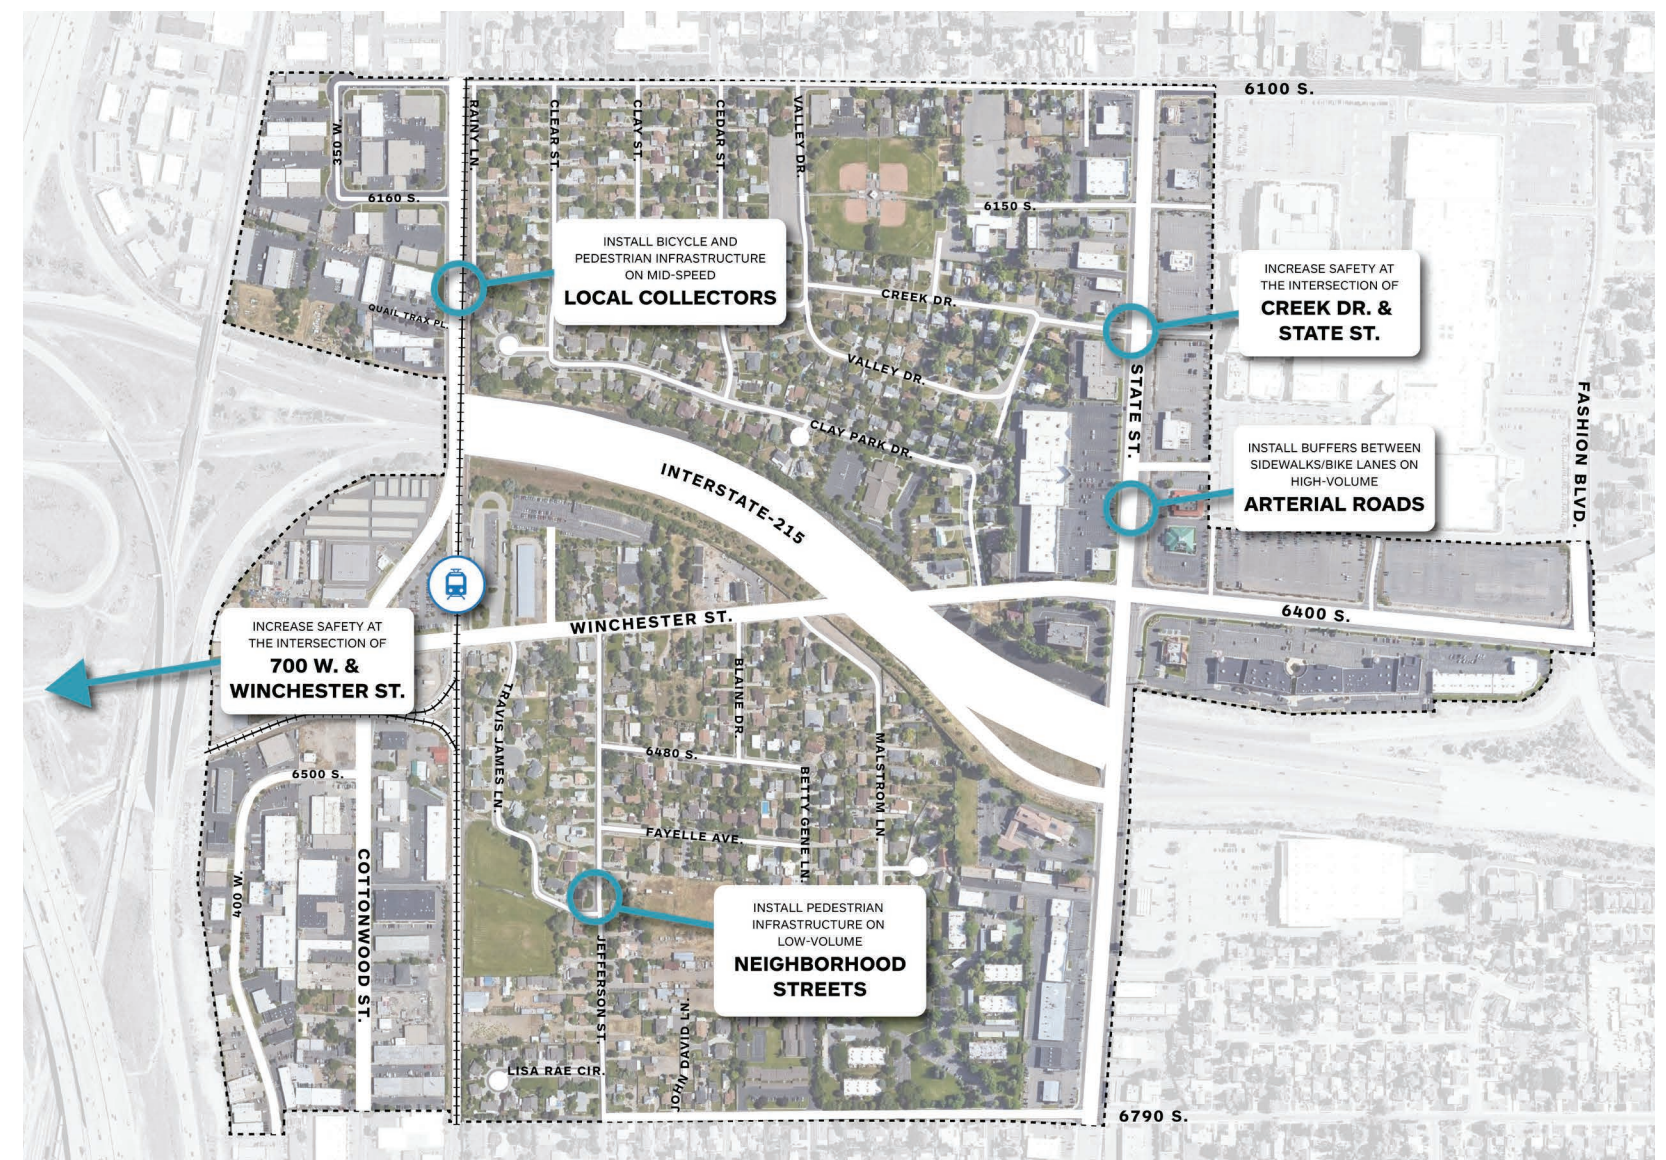 6100 S.
RAINY LN.
CLEAR ST.
CLAY ST.
CEDAR ST.
VALLEY DR.
350 W.
6160 S.
6150 S.
INSTALL BICYCLE AND
PEDESTRIAN INFRASTRUCTURE
ON MID-SPEED
LOCAL COLLECTORS
QUAIL TRAX PL.
CREEK DR.
INCREASE SAFETY AT
THE INTERSECTION OF
CREEK DR. &
STATE ST.
VALLEY DR.
STATE ST.
FASHION BLVD.
CLAY PARK DR.
INSTALL BUFFERS BETWEEN
SIDEWALKS/BIKE LANES ON
HIGH-VOLUME
ARTERIAL ROADS
INTERSTATE-215
WINCHESTER ST.
6400 S.
INCREASE SAFETY AT
THE INTERSECTION OF
700 W. &
WINCHESTER ST.
TRAVIS JAMES LN.
BLAINE DR.
6480 S.
MALSTROM LN.
BETTY GENE LN.
6500 S.
FAYELLE AVE.
400 W.
COTTONWOOD ST.
INSTALL PEDESTRIAN
INFRASTRUCTURE ON
LOW-VOLUME
NEIGHBORHOOD
STREETS
JEFFERSON ST.
JOHN DAVID LN.
LISA RAE CIR.
6790 S.